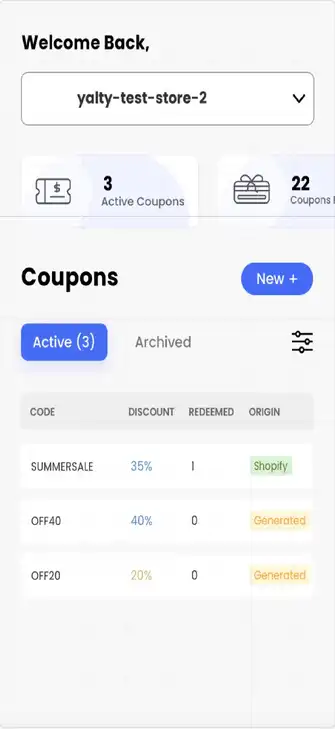 Welcome Back,
yalty-test-store-2
$
3
Active Coupons
22
Coupons
Coupons
New +
Active (3)
Archived
CODE DISCOUNT REDEEMED ORIGIN
SUMMERSALE 35% 1 Shopify
OFF40 40% 0 Generated
OFF20 20% 0 Generated